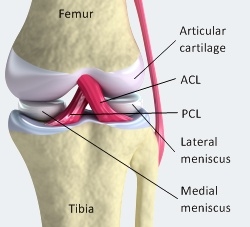 Femur
Articular
cartilage
ACL
PCL
Lateral
meniscus
Medial
meniscus
Tibia